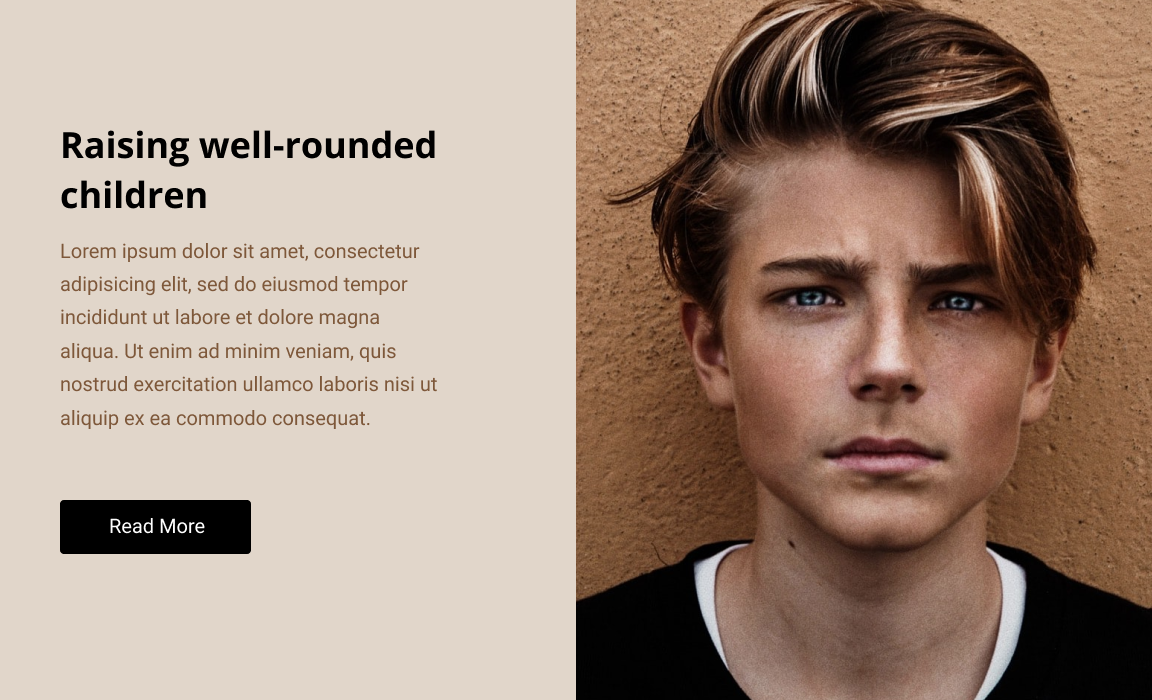 Raising well-rounded
children
Lorem ipsum dolor sit amet, consectetur
adipisicing elit, sed do eiusmod tempor
incididunt ut labore et dolore magna
aliqua. Ut enim ad minim veniam, quis
nostrud exercitation ullamco laboris nisi ut
aliquip ex ea commodo consequat.
Read More